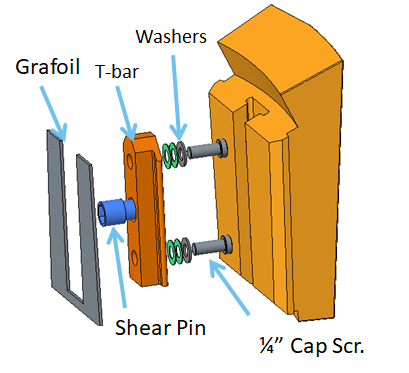 Washers
Grafoil
T-bar
Shear Pin
¼” Cap Scr.